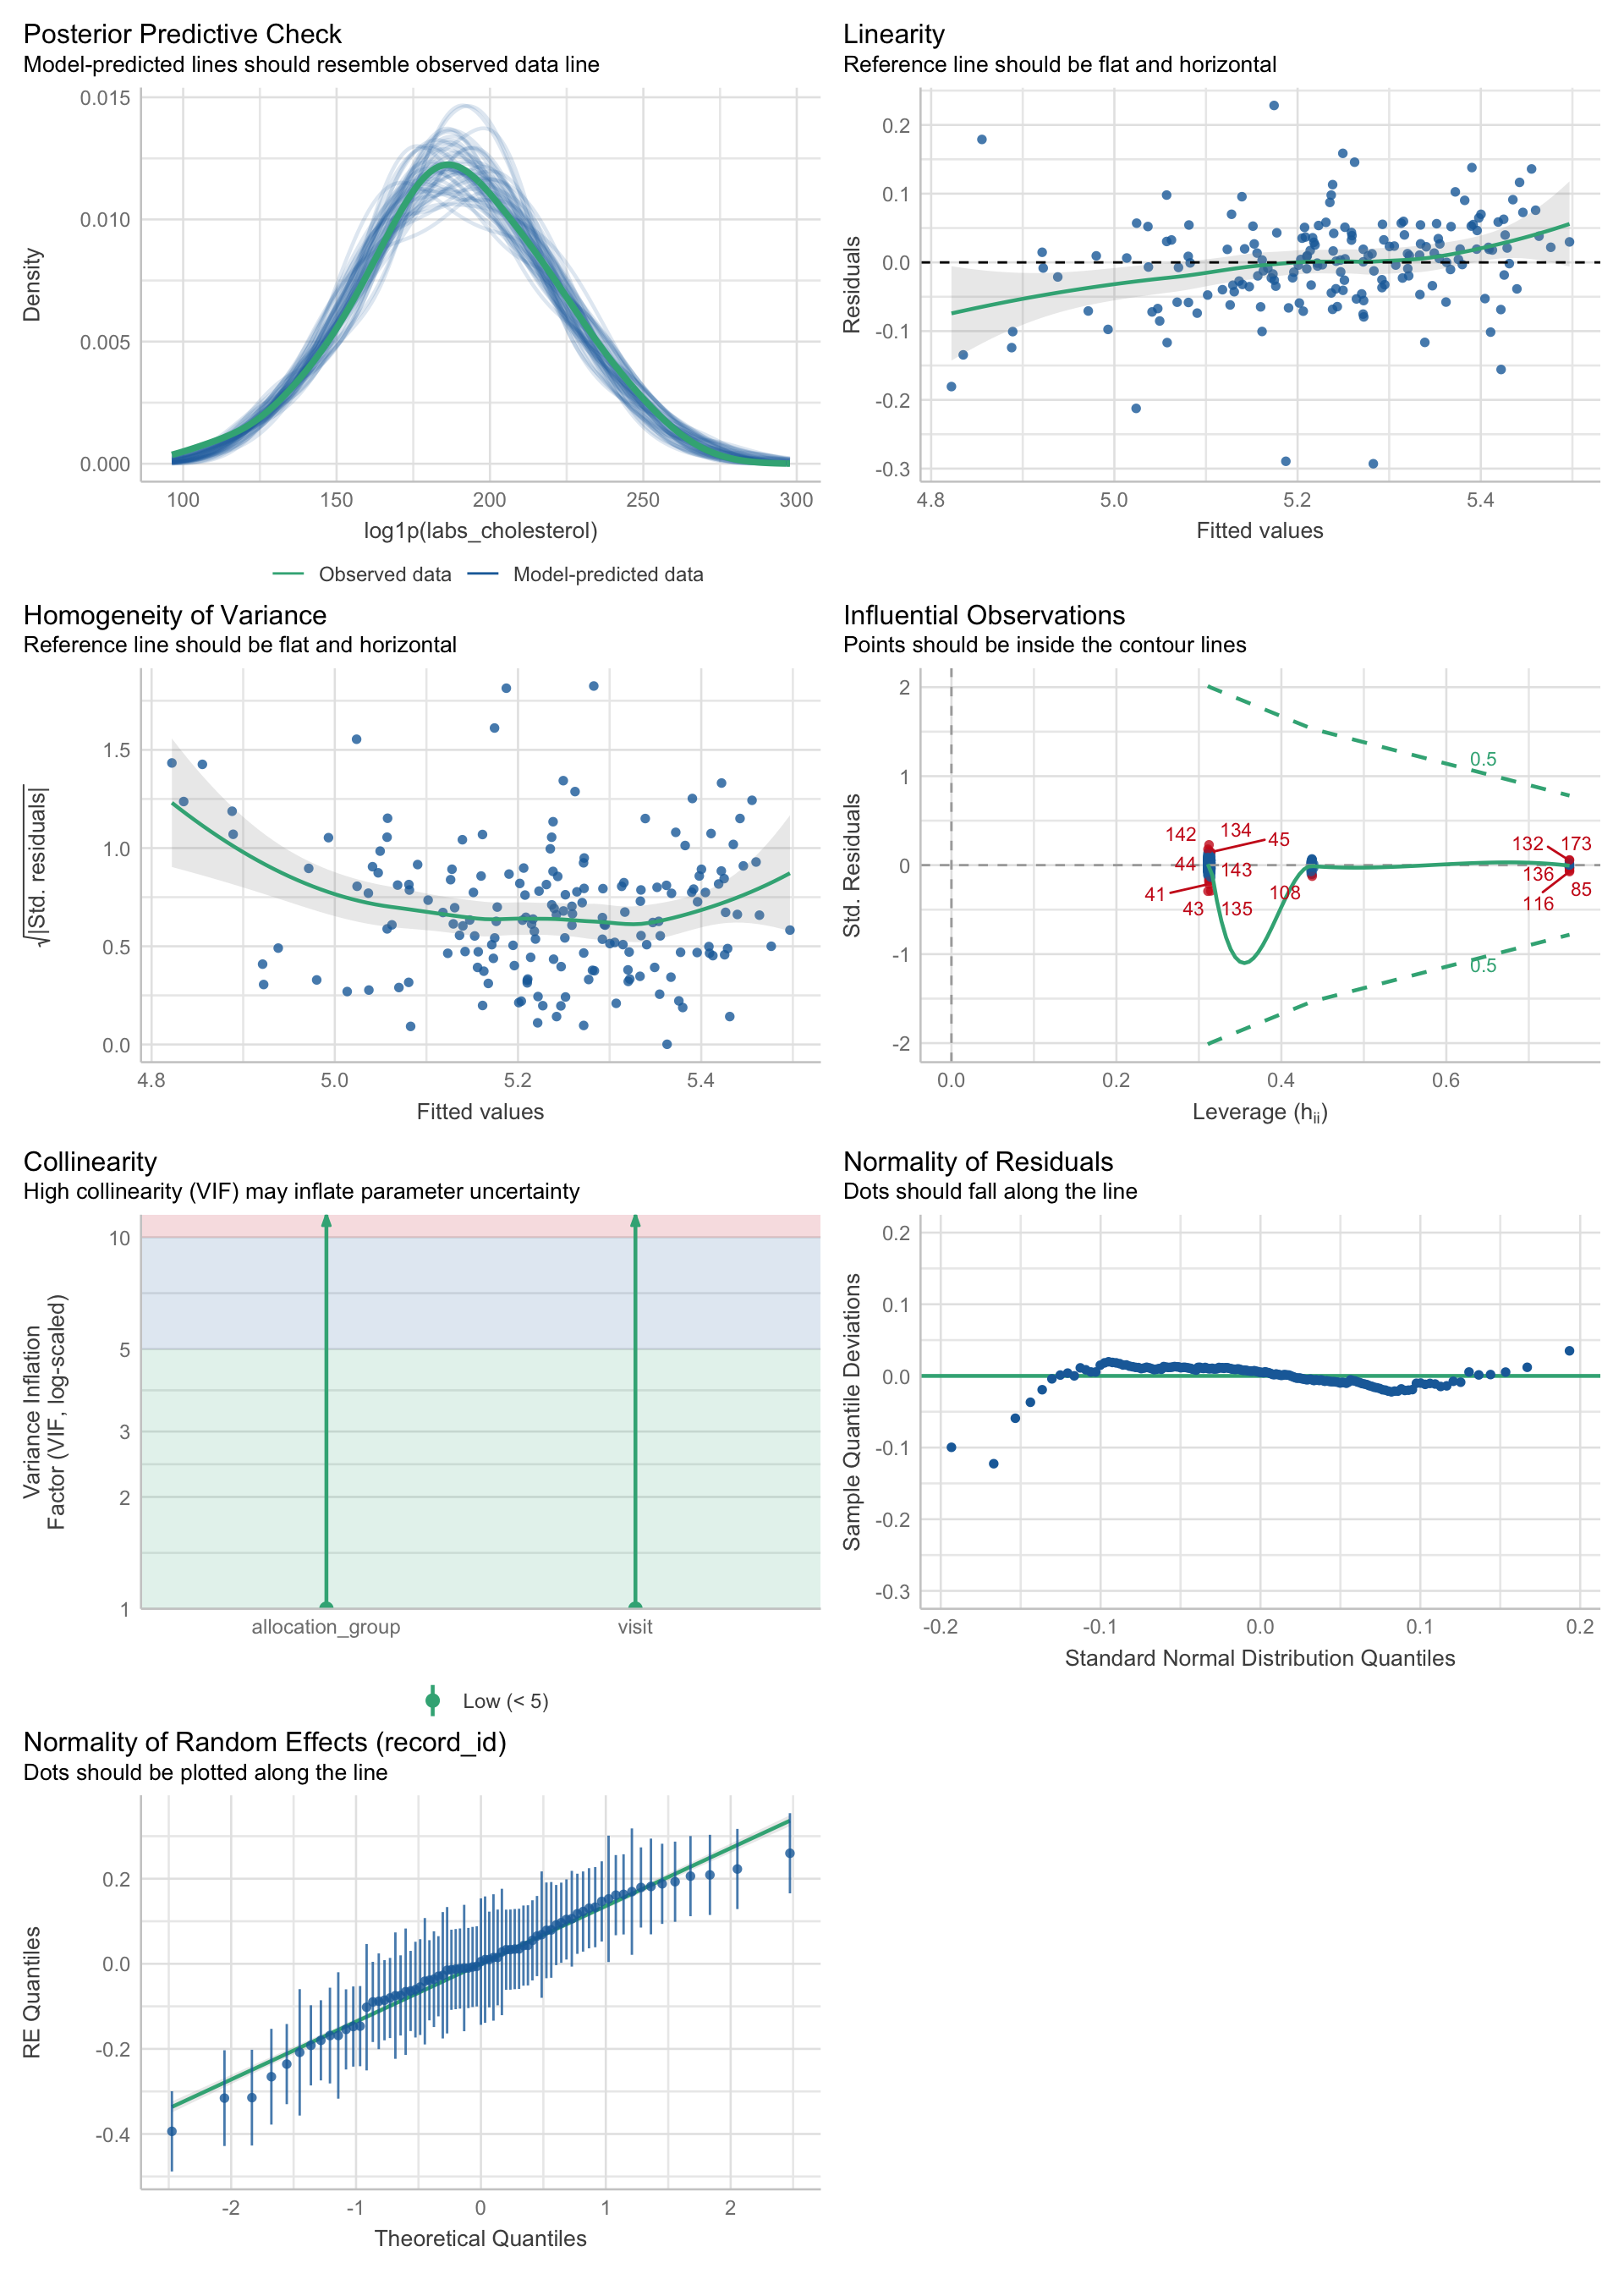 Posterior Predictive Check
Model-predicted lines should resemble observed data line
0.015
0.010
0.005
0.000
Density
100 150 200 250 300
log1p(labs_cholesterol)
Observed data Model-predicted data
Linearity
Reference line should be flat and horizontal
0.2
0.1
0.0
-0.1
-0.2
-0.3
Residuals
4.8 5.0 5.2 5.4
Fitted values
Homogeneity of Variance
Reference line should be flat and horizontal
1.5
1.0
0.5
0.0
√|Std. residuals|
4.8 5.0 5.2 5.4
Fitted values
Influential Observations
Points should be inside the contour lines
2
1
0
-1
-2
Std. Residuals
0.5
142 134 45
132 173
44 143
136
41 108
85
43 135
116
0.5
0.0 0.2 0.4 0.6
Leverage (hii)
Collinearity
High collinearity (VIF) may inflate parameter uncertainty
10
5
3
2
1
Variance Inflation
Factor (VIF, log-scaled)
allocation_group visit
Low (< 5)
Normality of Residuals
Dots should fall along the line
0.2
0.1
0.0
-0.1
-0.2
-0.3
Sample Quantile Deviations
-0.2 -0.1 0.0 0.1 0.2
Standard Normal Distribution Quantiles
Normality of Random Effects (record_id)
Dots should be plotted along the line
0.2
0.0
-0.2
-0.4
RE Quantiles
-2 -1 0 1 2
Theoretical Quantiles